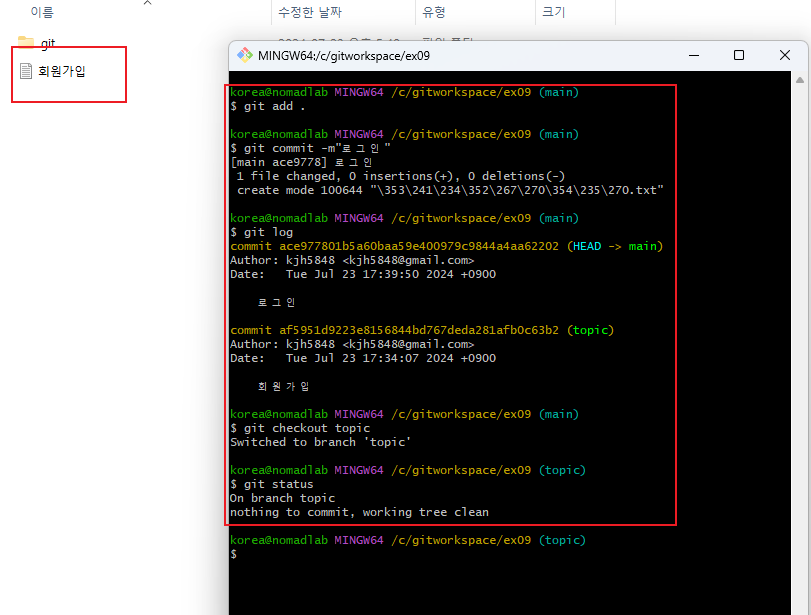 이름
수정한 날짜
유형
크기
.git
회원가입
MINGW64:/c/gitworkspace/ex09
korea@nomadlab MINGW64 /c/gitworkspace/ex09 (main)
$ git add .
korea@nomadlab MINGW64 /c/gitworkspace/ex09 (main)
$ git commit -m"로그인"
[main ace9778] 로그인
1 file changed, 0 insertions(+), 0 deletions(-)
create mode 100644 "\353\241\234\352\267\270\354\235\270.txt"
korea@nomadlab MINGW64 /c/gitworkspace/ex09 (main)
$ git log
commit ace977801b5a60baa59e400979c9844a4aa62202 (HEAD -> main)
Author: kjh5848 <kjh5848@gmail.com>
Date:   Tue Jul 23 17:39:50 2024 +0900
로그인
commit af5951d9223e8156844bd767deda281afb0c63b2 (topic)
Author: kjh5848 <kjh5848@gmail.com>
Date:   Tue Jul 23 17:34:07 2024 +0900
회원가입
korea@nomadlab MINGW64 /c/gitworkspace/ex09 (main)
$ git checkout topic
Switched to branch 'topic'
korea@nomadlab MINGW64 /c/gitworkspace/ex09 (topic)
$ git status
On branch topic
nothing to commit, working tree clean
korea@nomadlab MINGW64 /c/gitworkspace/ex09 (topic)
$